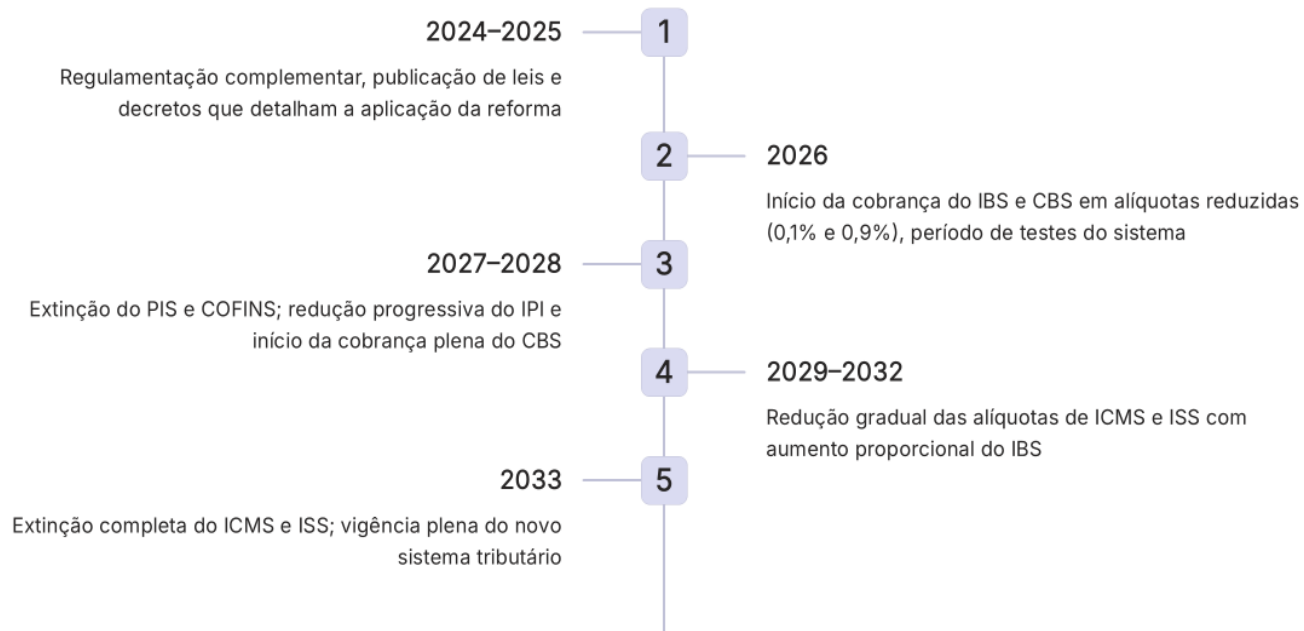 1
2024–2025
Regulamentação complementar, publicação de leis e
decretos que detalham a aplicação da reforma
2
2026
Início da cobrança do IBS e CBS em alíquotas reduzidas
(0,1% e 0,9%), período de testes do sistema
3
2027–2028
Extinção do PIS e COFINS; redução progressiva do IPI e
início da cobrança plena do CBS
4
2029–2032
Redução gradual das alíquotas de ICMS e ISS com
aumento proporcional do IBS
5
2033
Extinção completa do ICMS e ISS; vigência plena do novo
sistema tributário